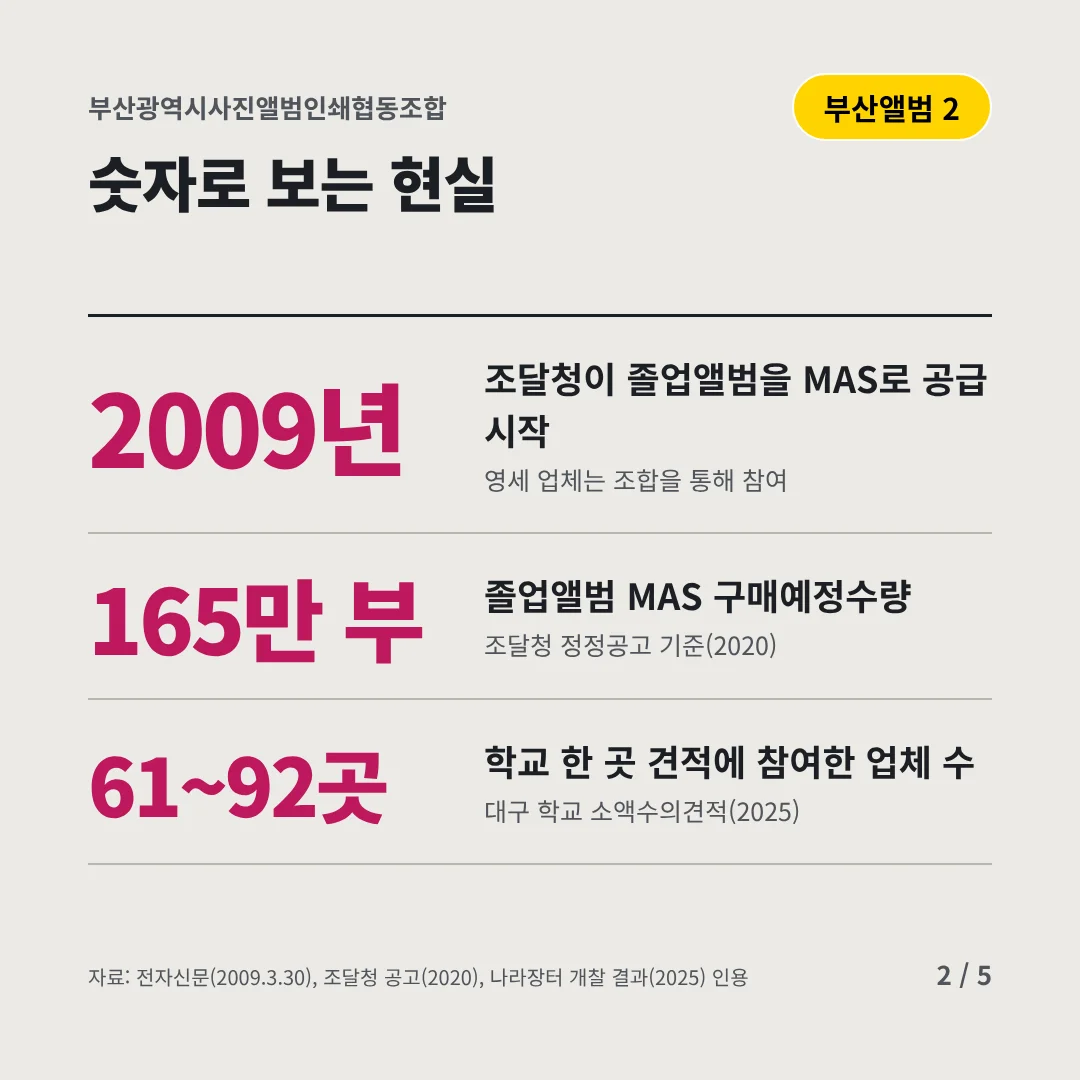 부산광역시사진앨범인쇄협동조합
부산앨범 2
숫자로 보는 현실
2009년
조달청이 졸업앨범을 MAS로 공급
시작
영세 업체는 조합을 통해 참여
165만 부
졸업앨범 MAS 구매예정수량
조달청 정정공고 기준(2020)
61~92곳
학교 한 곳 견적에 참여한 업체 수
대구 학교 소액수의견적(2025)
자료: 전자신문(2009.3.30), 조달청 공고(2020), 나라장터 개찰 결과(2025) 인용
2 / 5